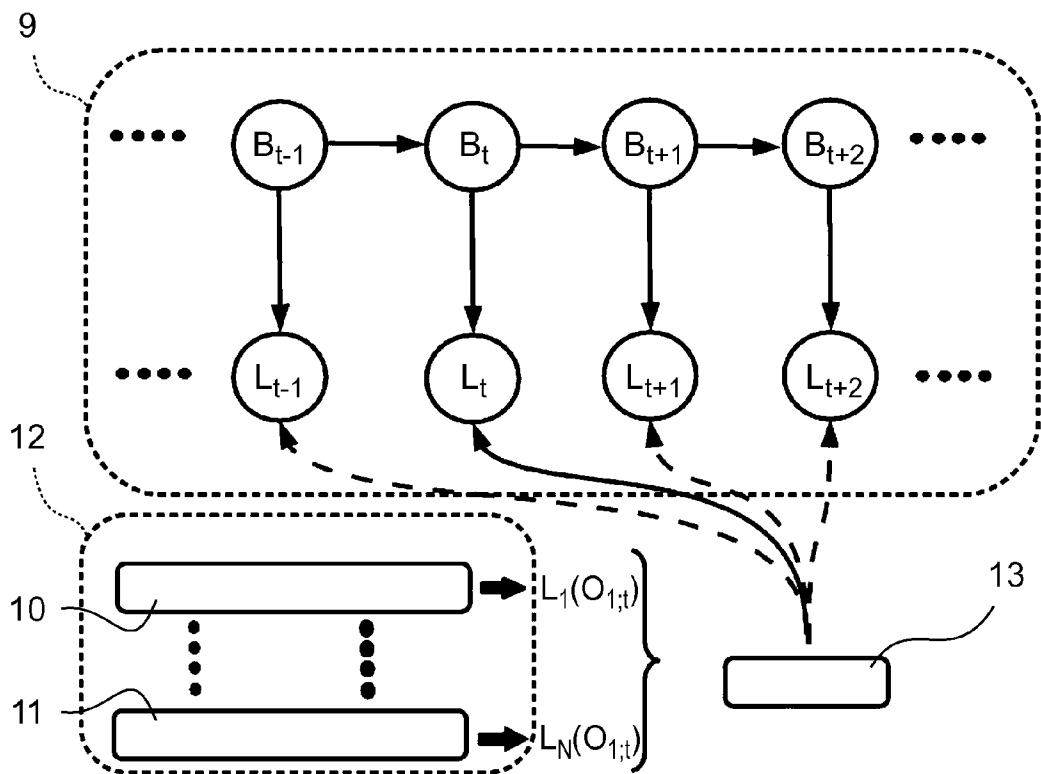 9
B_{t-1} B_t B_{t+1} B_{t+2}
L_{t-1} L_t L_{t+1} L_{t+2}
12
10 L_1(O_{1;t})
13
11 L_N(O_{1;t})